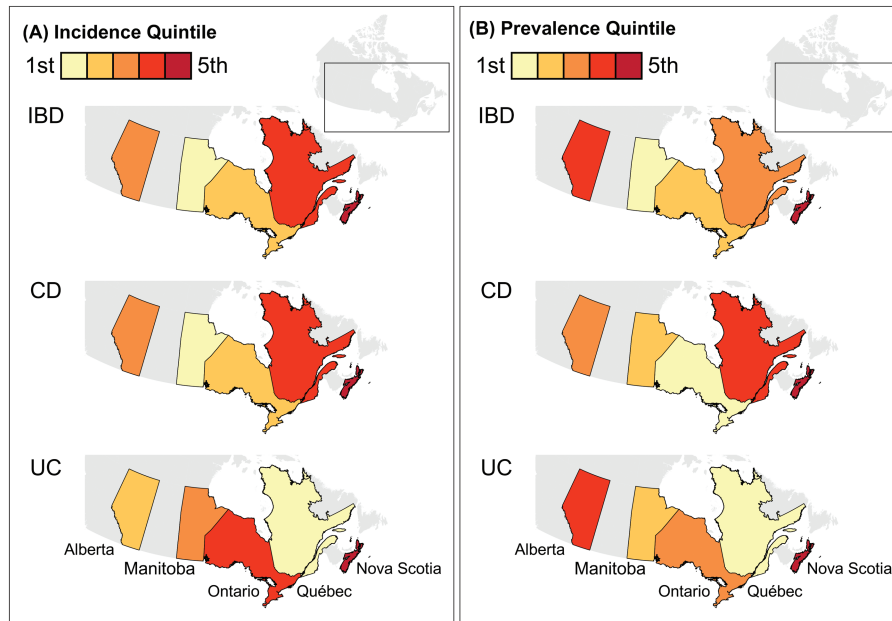 (A) Incidence Quintile
1st 5th
IBD
CD
UC
Alberta
Manitoba
Ontario Québec
Nova Scotia
(B) Prevalence Quintile
1st 5th
IBD
CD
UC
Alberta
Manitoba
Ontario Québec
Nova Scotia